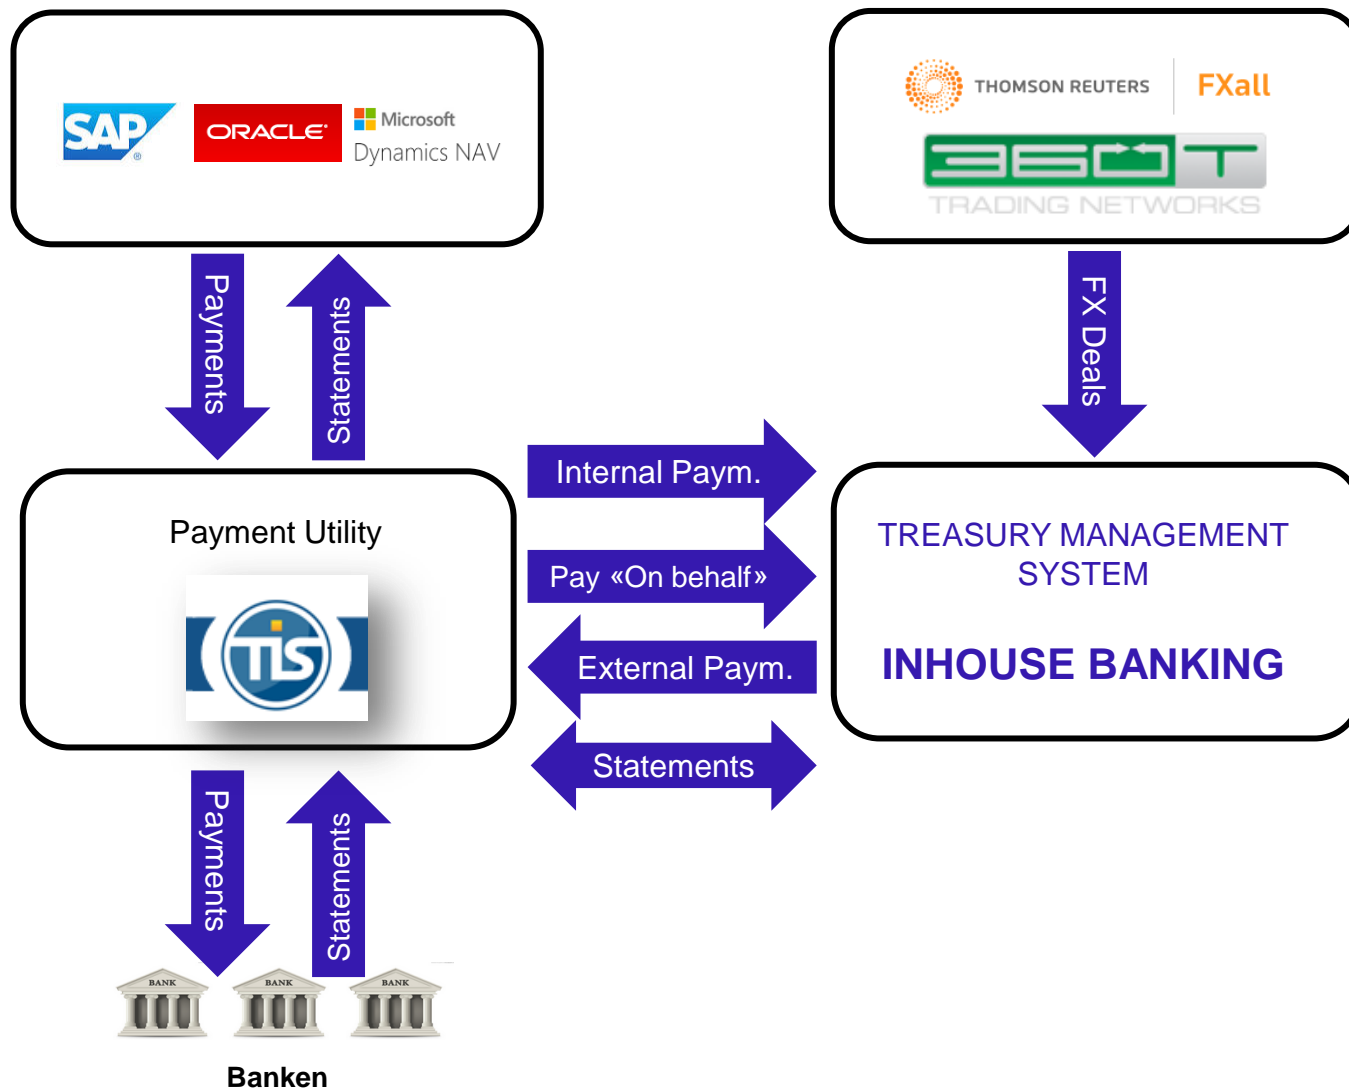 SAP
®
ORACLE®
Microsoft
Dynamics NAV
THOMSON REUTERS
FXall
360T
TRADING NETWORKS
Payments
Statements
FX Deals
Payment Utility
TIS
Internal Paym.
Pay «On behalf»
External Paym.
Statements
TREASURY MANAGEMENT
SYSTEM
INHOUSE BANKING
Payments
Statements
BANK
BANK
BANK
Banken